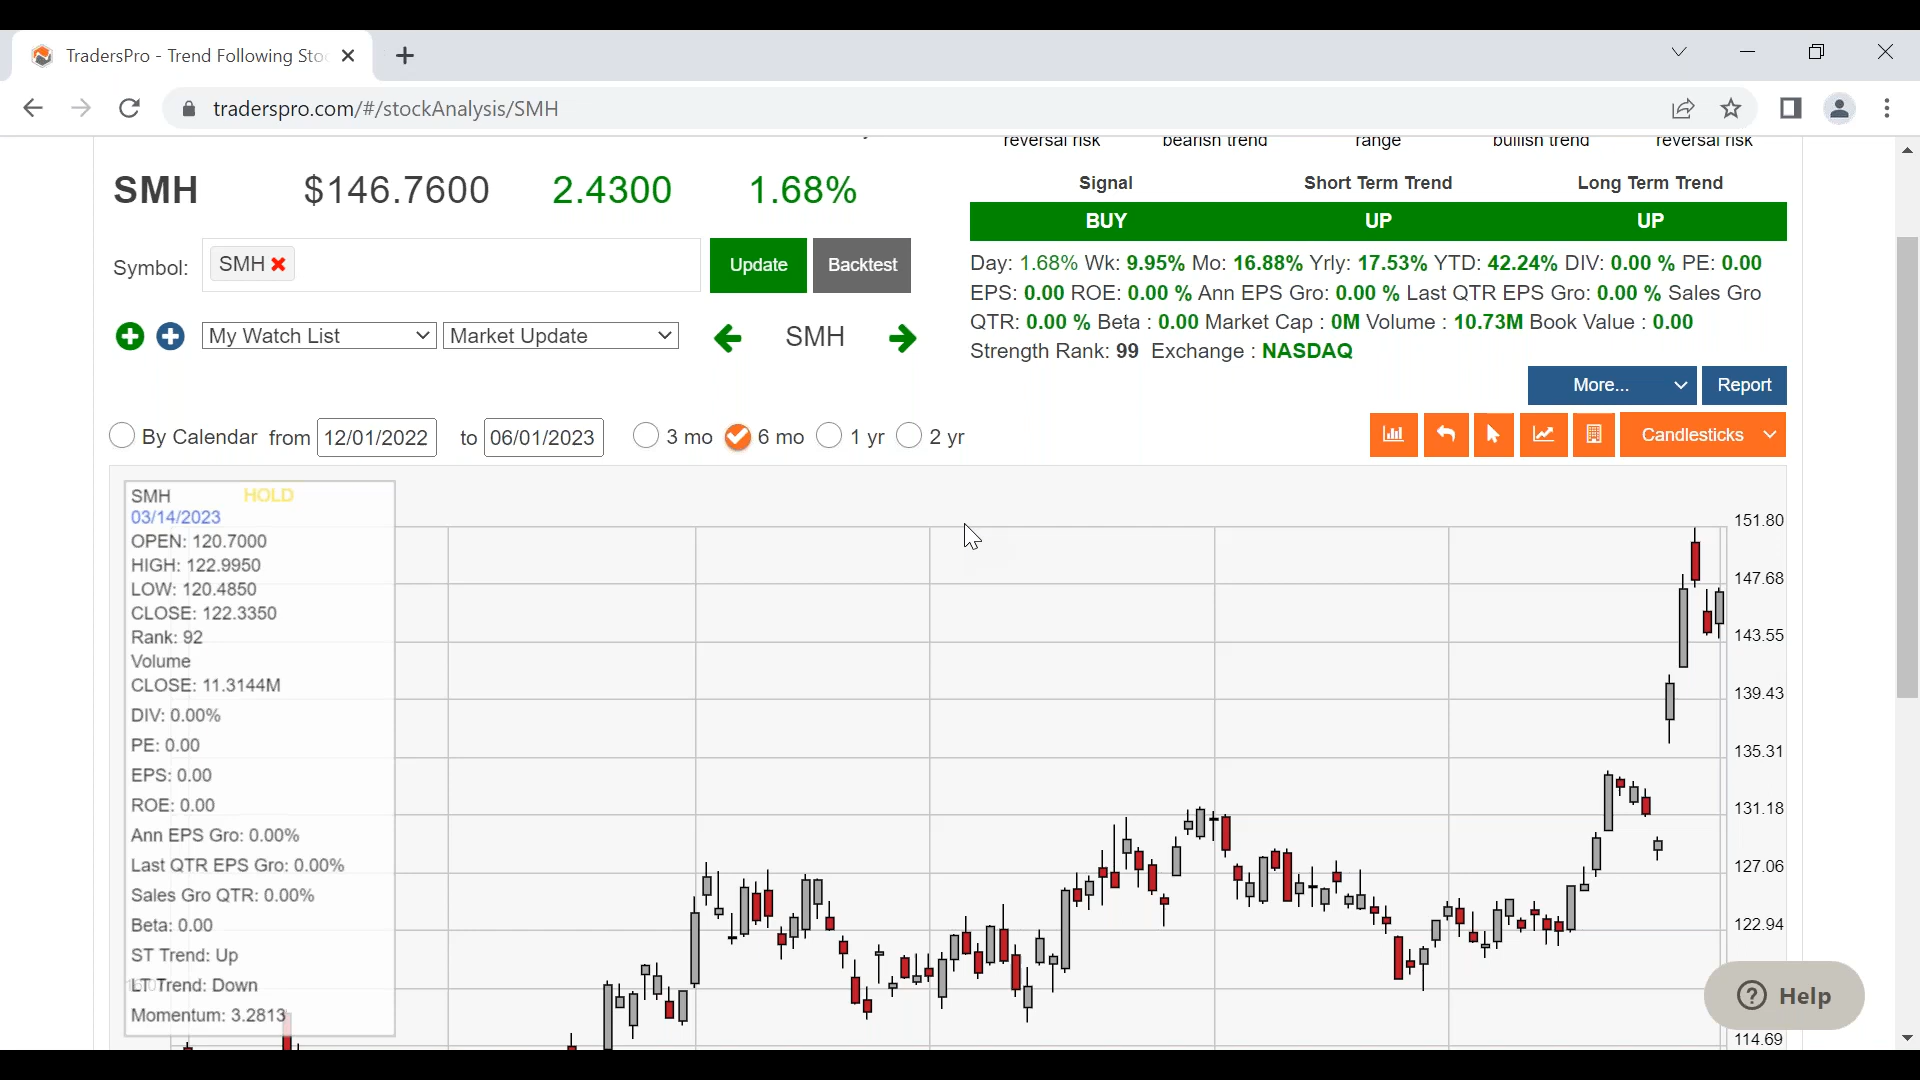 TradersPro - Trend Following Sto
traderspro.com/#/stockAnalysis/SMH
reversal risk bearish trend range bullish trend reversal risk
SMH $146.7600 2.4300 1.68%
Signal Short Term Trend Long Term Trend
BUY UP UP
Symbol: SMH Update Backtest
Day: 1.68% Wk: 9.95% Mo: 16.88% Yrly: 17.53% YTD: 42.24% DIV: 0.00 % PE: 0.00
EPS: 0.00 ROE: 0.00 % Ann EPS Gro: 0.00 % Last QTR EPS Gro: 0.00 % Sales Gro
QTR: 0.00 % Beta : 0.00 Market Cap : 0M Volume : 10.73M Book Value : 0.00
Strength Rank: 99 Exchange : NASDAQ
My Watch List Market Update SMH
More... Report
By Calendar from 12/01/2022 to 06/01/2023 3 mo 6 mo 1 yr 2 yr
Candlesticks
SMH HOLD
03/14/2023
OPEN: 120.7000
HIGH: 122.9950
LOW: 120.4850
CLOSE: 122.3350
Rank: 92
Volume
CLOSE: 11.3144M
DIV: 0.00%
PE: 0.00
EPS: 0.00
ROE: 0.00
Ann EPS Gro: 0.00%
Last QTR EPS Gro: 0.00%
Sales Gro QTR: 0.00%
Beta: 0.00
ST Trend: Up
LT Trend: Down
Momentum: 3.2813
151.80
147.68
143.55
139.43
135.31
131.18
127.06
122.94
Help
114.69